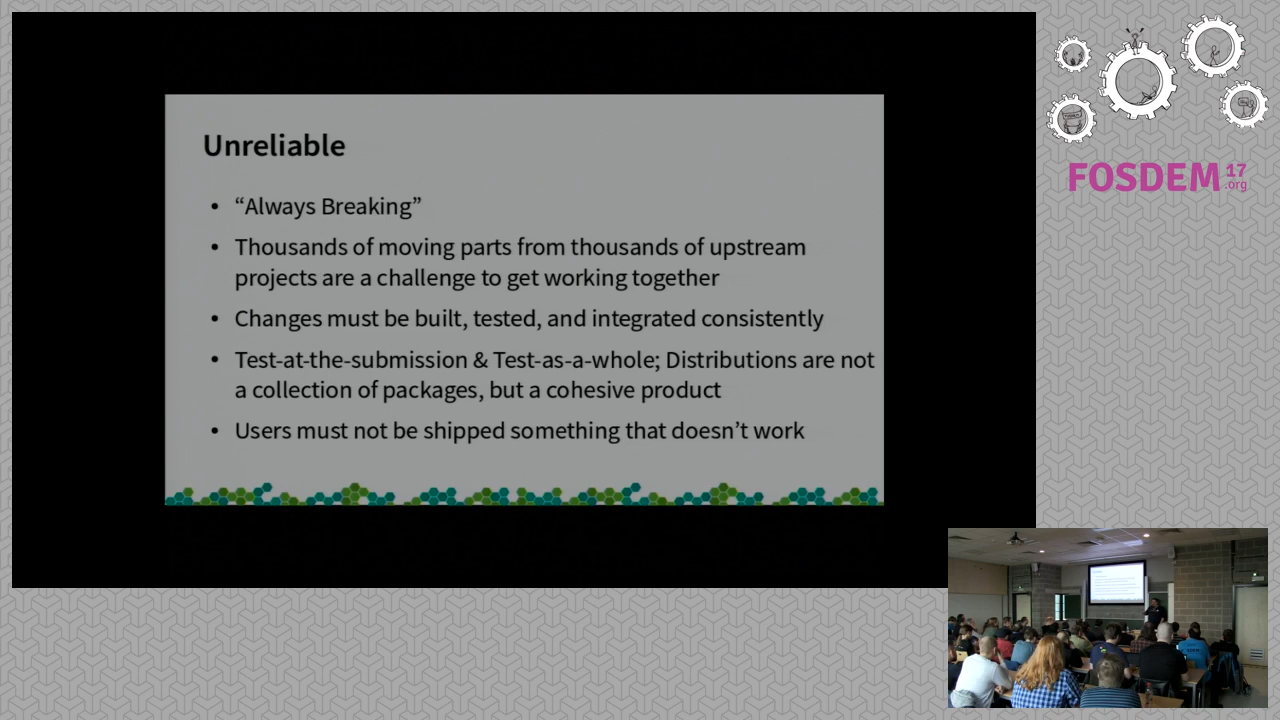 Unreliable
• “Always Breaking”
• Thousands of moving parts from thousands of upstream
projects are a challenge to get working together
• Changes must be built, tested, and integrated consistently
• Test-at-the-submission & Test-as-a-whole; Distributions are not
a collection of packages, but a cohesive product
• Users must not be shipped something that doesn’t work
FOSDEM 17
.org